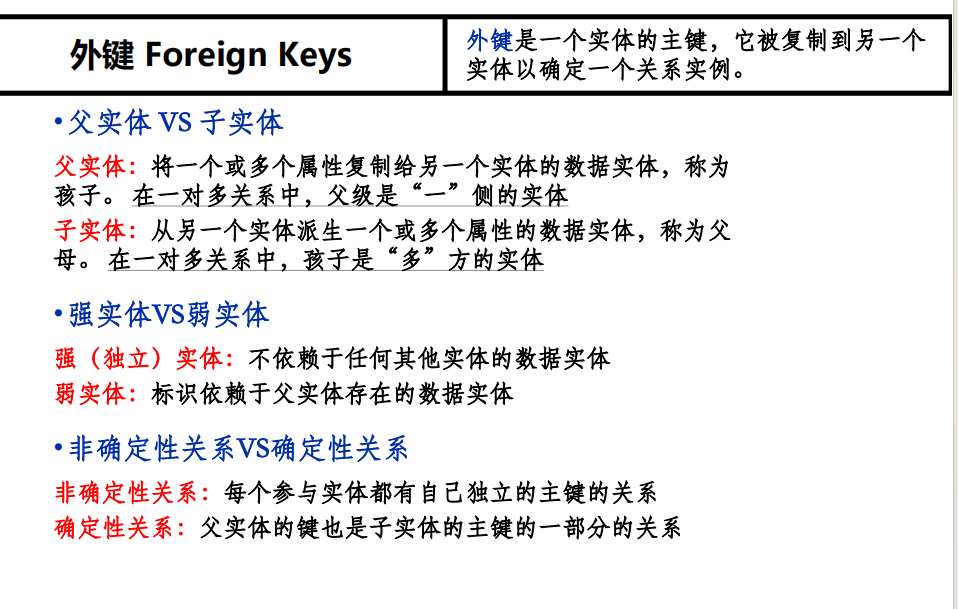 外键 Foreign Keys
外键是一个实体的主键，它被复制到另一个
实体以确定一个关系实例。
•父实体 VS 子实体
父实体：将一个或多个属性复制给另一个实体的数据实体，称为
孩子。在一对多关系中，父级是“一”侧的实体
子实体：从另一个实体派生一个或多个属性的数据实体，称为父
母。在一对多关系中，孩子是“多”方的实体
•强实体VS弱实体
强（独立）实体：不依赖于任何其他实体的数据实体
弱实体：标识依赖于父实体存在的数据实体
•非确定性关系VS确定性关系
非确定性关系：每个参与实体都有自己独立的主键的关系
确定性关系：父实体的键也是子实体的主键的一部分的关系